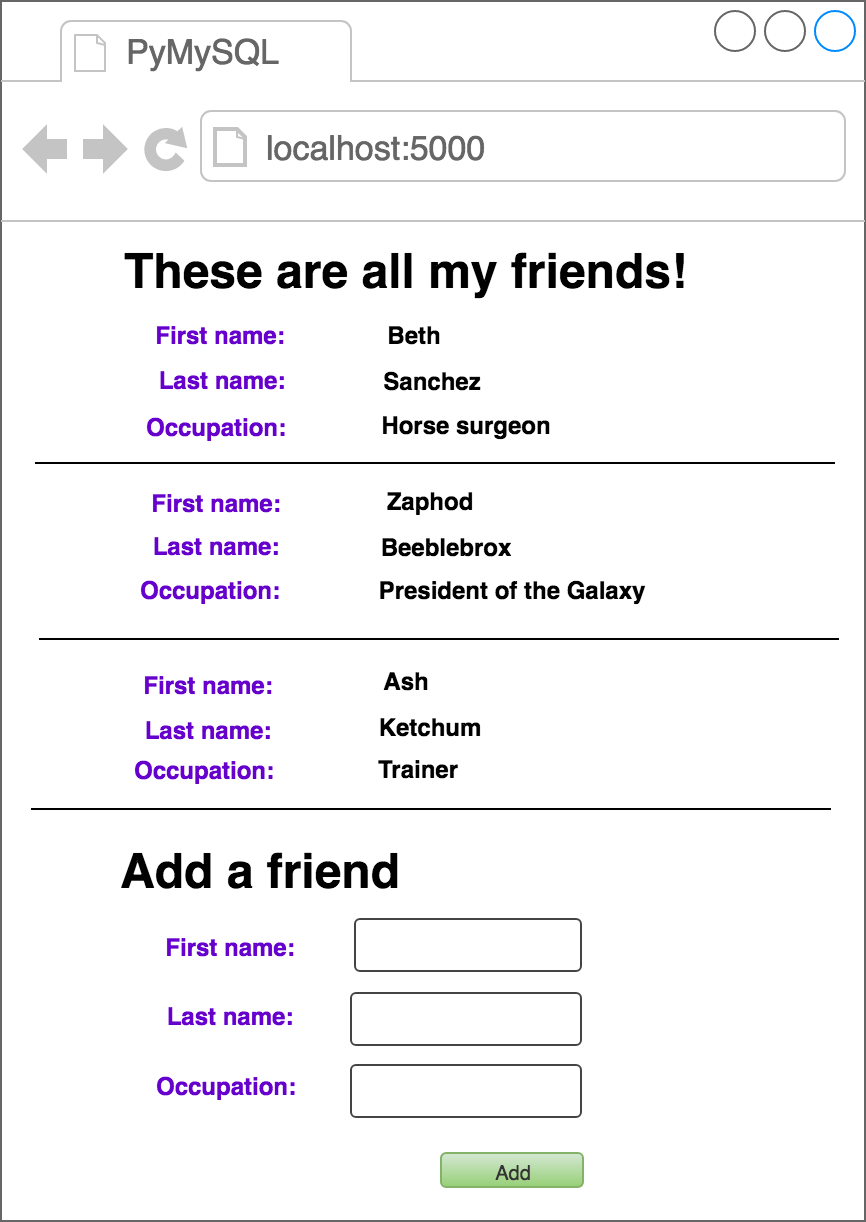 PyMySQL
localhost:5000
These are all my friends!
First name: Beth
Last name: Sanchez
Occupation: Horse surgeon
First name: Zaphod
Last name: Beeblebrox
Occupation: President of the Galaxy
First name: Ash
Last name: Ketchum
Occupation: Trainer
Add a friend
First name:
Last name:
Occupation:
Add